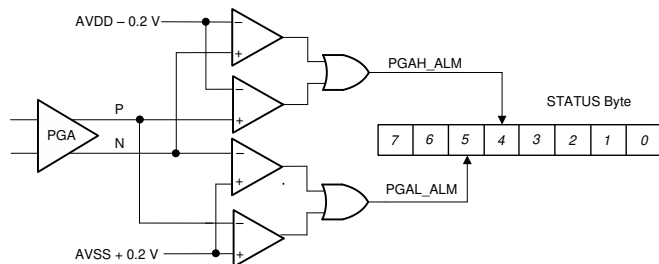 AVDD – 0.2 V
–
+
PGAH_ALM
–
+
STATUS Byte
P
PGA
N
7 6 5 4 3 2 1 0
–
+
PGAL_ALM
–
+
AVSS + 0.2 V